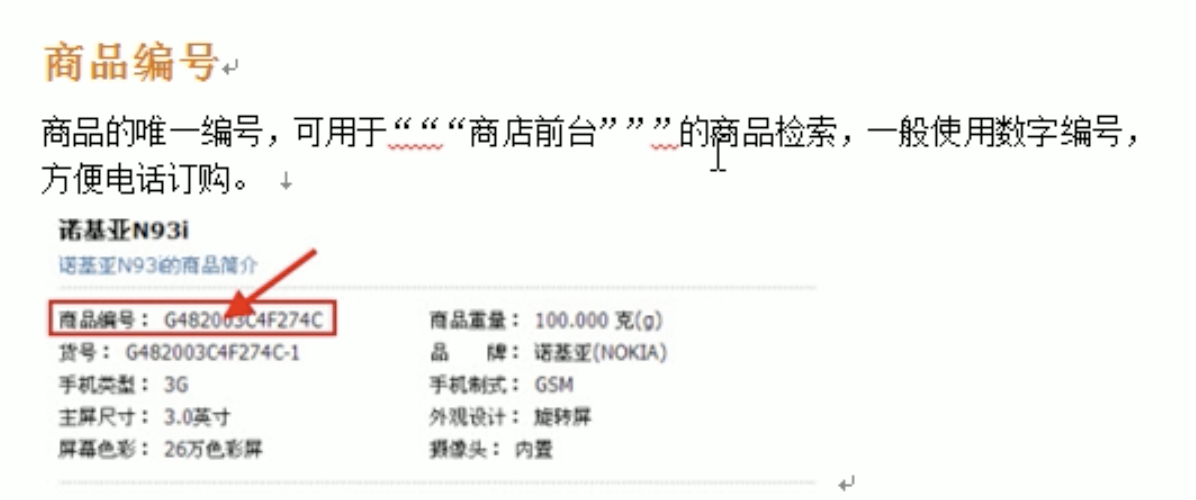 商品编号
商品的唯一编号，可用于“““商店前台”””的商品检索，一般使用数字编号，
方便电话订购。
诺基亚N93i
诺基亚N93i的商品简介
商品编号： G482003C4F274C 商品重量： 100.000 克(g)
货号： G482003C4F274C-1 品 牌： 诺基亚(NOKIA)
手机类型： 3G 手机制式： GSM
主屏尺寸： 3.0英寸 外观设计： 旋转屏
屏幕色彩： 26万色彩屏 摄像头： 内置